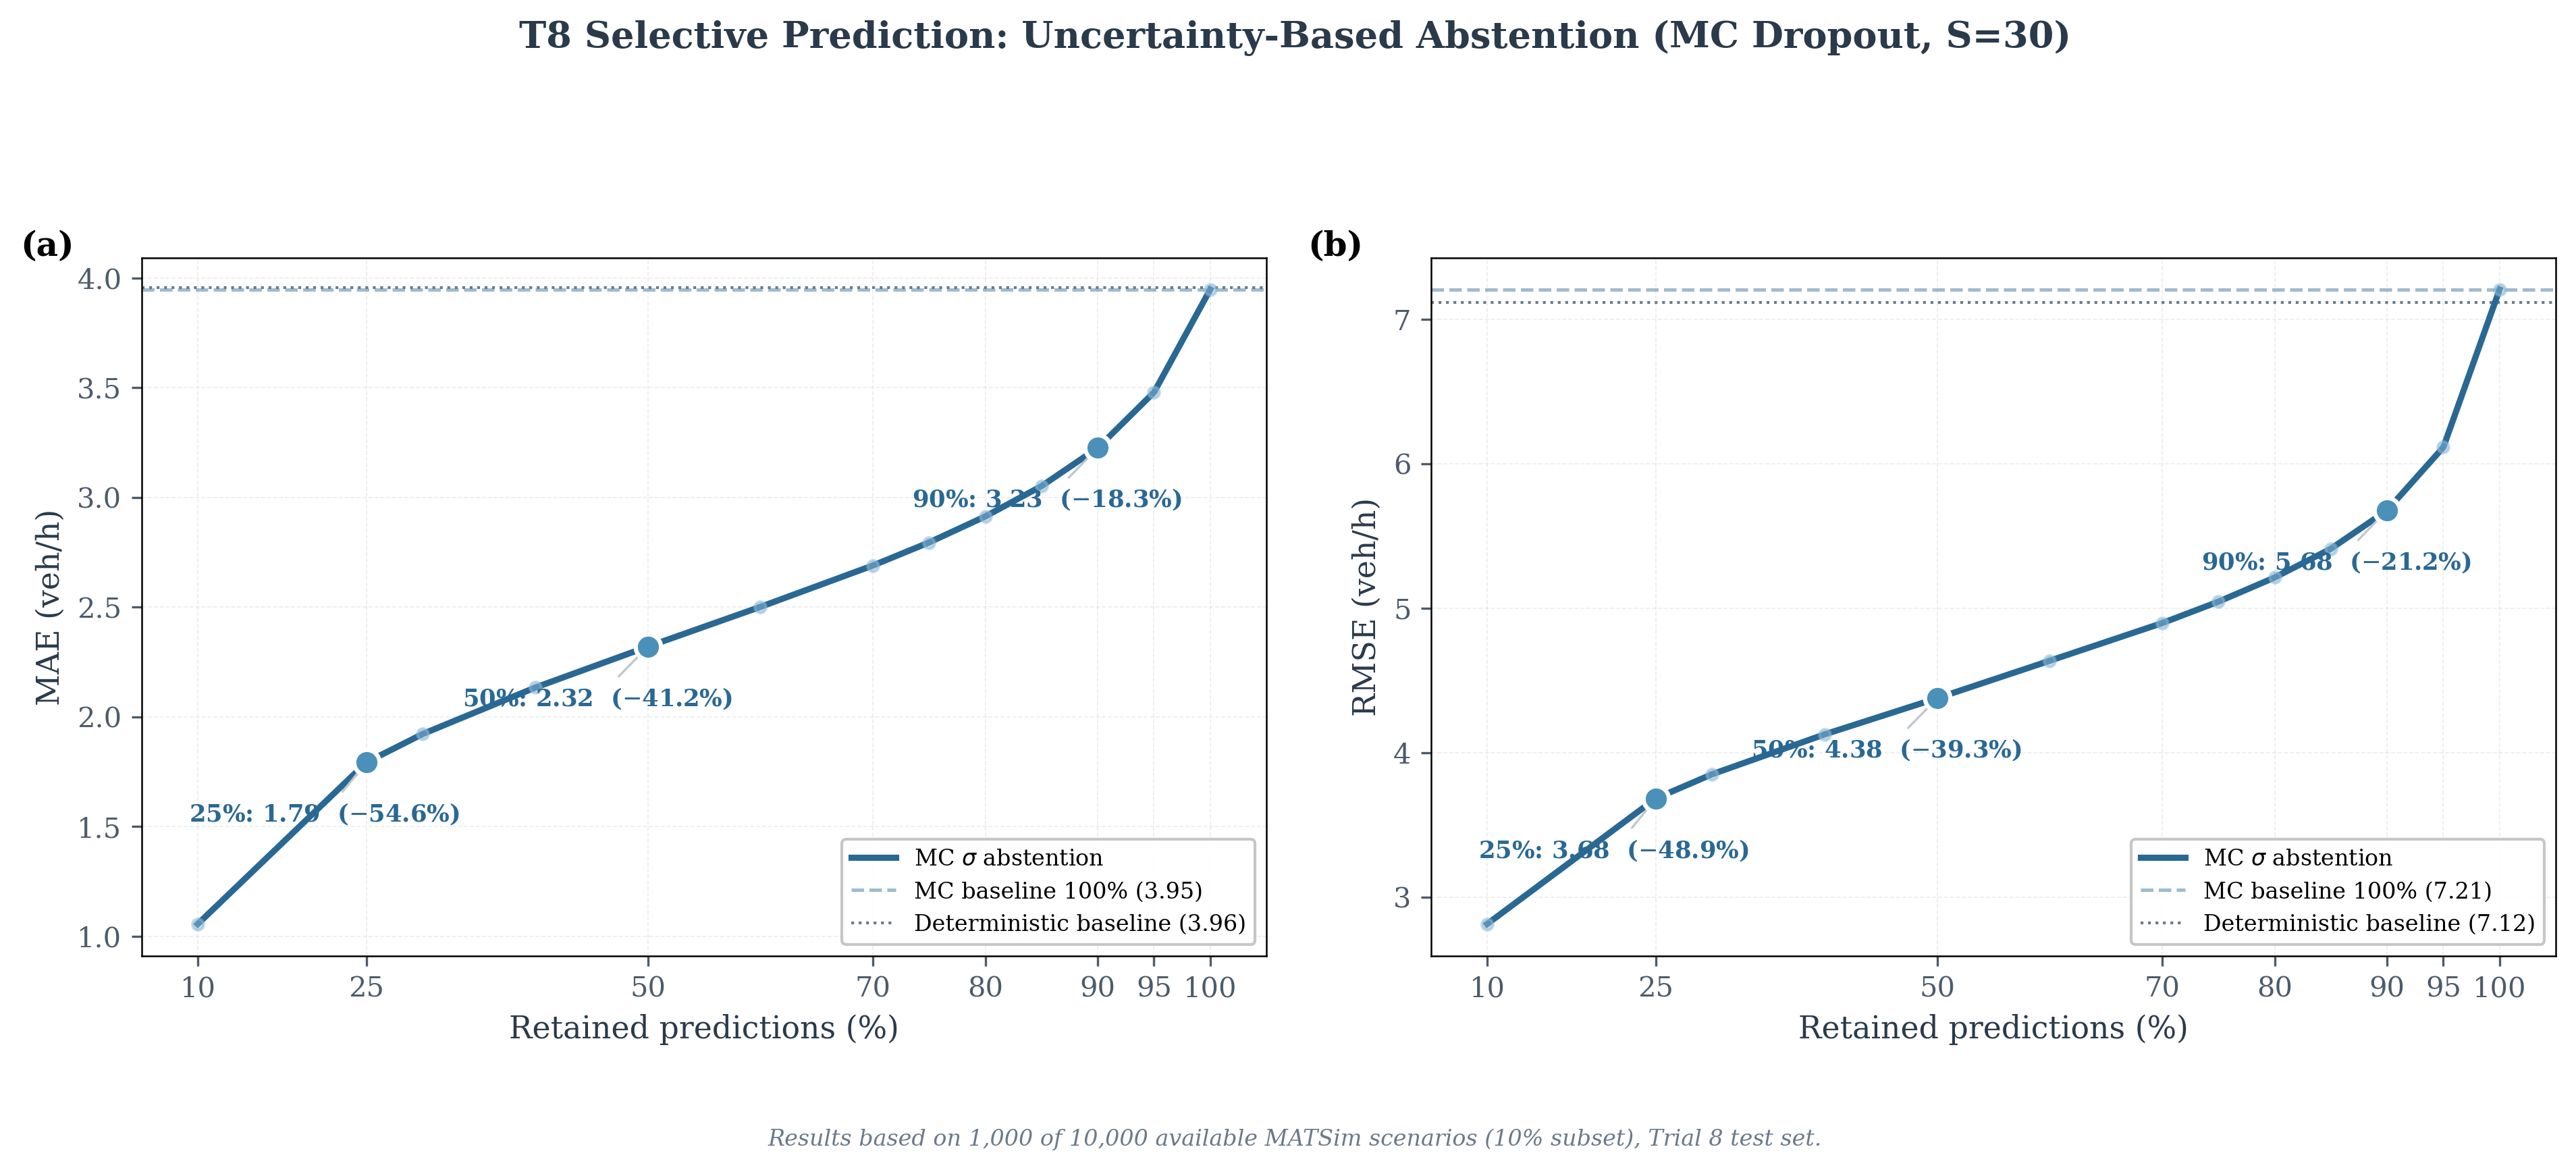 T8 Selective Prediction: Uncertainty-Based Abstention (MC Dropout, S=30)
(a)
4.0
3.5
3.0
2.5
2.0
1.5
1.0
MAE (veh/h)
90%: 3.23 (−18.3%)
50%: 2.32 (−41.2%)
25%: 1.79 (−54.6%)
MC σ abstention
MC baseline 100% (3.95)
Deterministic baseline (3.96)
10 25 50 70 80 90 95 100
Retained predictions (%)
(b)
7
6
5
4
3
RMSE (veh/h)
90%: 5.68 (−21.2%)
50%: 4.38 (−39.3%)
25%: 3.68 (−48.9%)
MC σ abstention
MC baseline 100% (7.21)
Deterministic baseline (7.12)
10 25 50 70 80 90 95 100
Retained predictions (%)
Results based on 1,000 of 10,000 available MATSim scenarios (10% subset), Trial 8 test set.